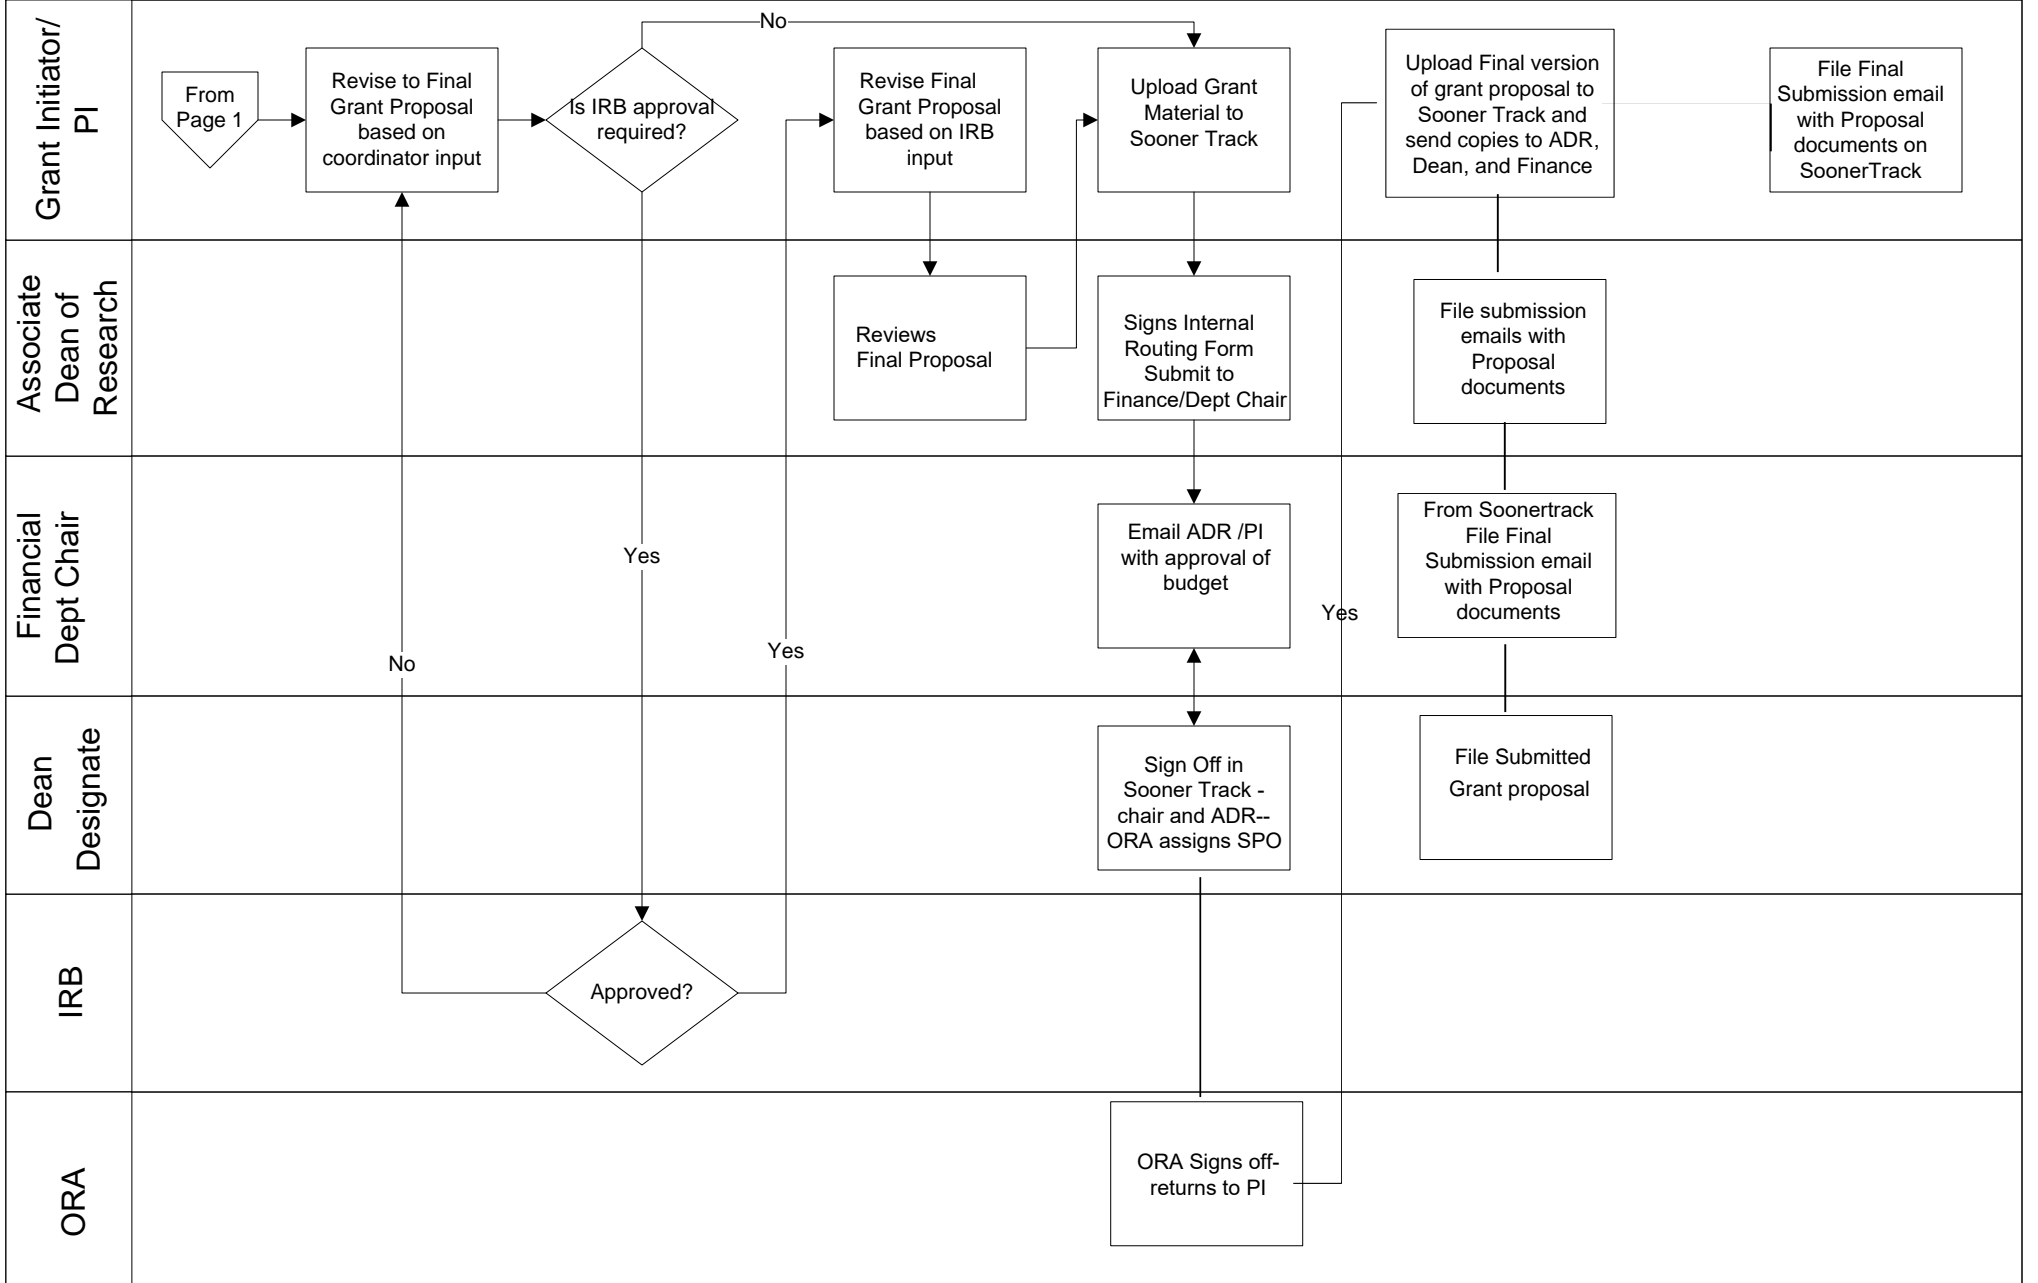 Grant Initiator/
PI
From
Page 1
Revise to Final
Grant Proposal
based on
coordinator input
Is IRB approval
required?
No
Revise Final
Grant Proposal
based on IRB
input
Upload Grant
Material to
Sooner Track
Upload Final version
of grant proposal to
Sooner Track and
send copies to ADR,
Dean, and Finance
File Final
Submission email
with Proposal
documents on
SoonerTrack
Associate
Dean of
Research
Reviews
Final Proposal
Signs Internal
Routing Form
Submit to
Finance/Dept Chair
File submission
emails with
Proposal
documents
Financial
Dept Chair
No
Yes
Yes
Email ADR /PI
with approval of
budget
Yes
From Soonertrack
File Final
Submission email
with Proposal
documents
Dean
Designate
Sign Off in
Sooner Track -
chair and ADR--
ORA assigns SPO
File Submitted
Grant proposal
IRB
Approved?
ORA
ORA Signs off-
returns to PI